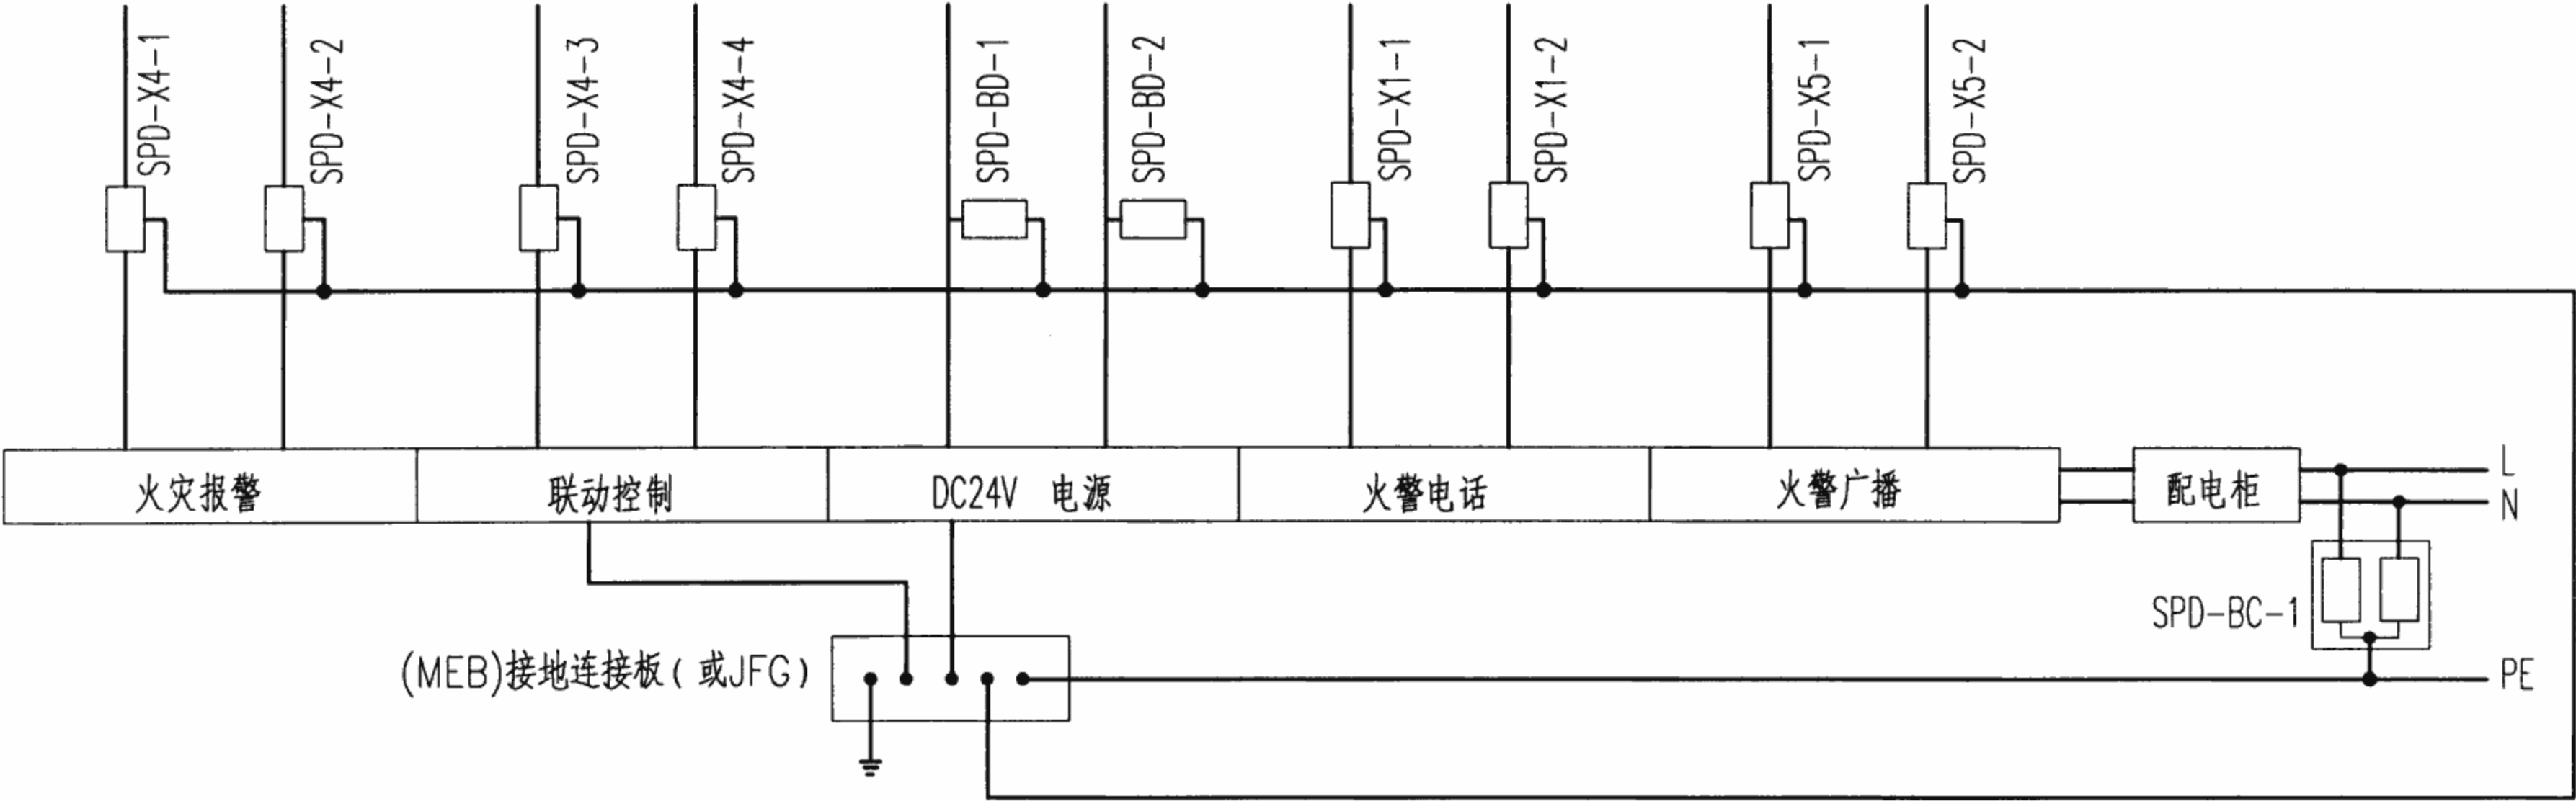 SPD-X4-1
SPD-X4-2
SPD-X4-3
SPD-X4-4
SPD-BD-1
SPD-BD-2
SPD-X1-1
SPD-X1-2
SPD-X5-1
SPD-X5-2
火灾报警
联动控制
DC24V 电源
火警电话
火警广播
配电柜
L
N
SPD-BC-1
(MEB)接地连接板(或JFG)
PE